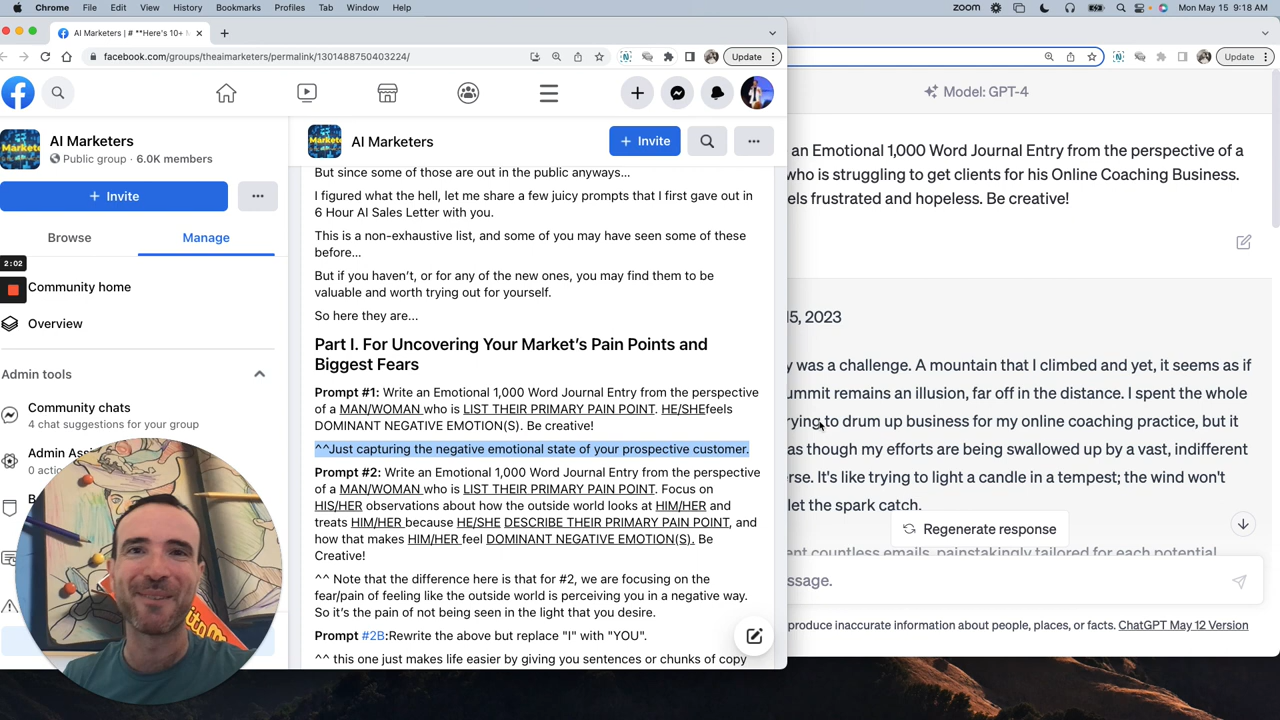 Chrome File Edit View History Bookmarks Profiles Tab Window Help
zoom Mon May 15 9:18 AM
AI Marketers | # **Here's 10+
facebook.com/groups/theaimarketers/permalink/1301488750403224/
Update
Update
AI Marketers
Public group · 6.0K members
+ Invite
Browse
Manage
2:02
Community home
Overview
Admin tools
Community chats
4 chat suggestions for your group
Admin
0
AI Marketers
+ Invite
But since some of those are out in the public anyways...
I figured what the hell, let me share a few juicy prompts that I first gave out in
6 Hour AI Sales Letter with you.
This is a non-exhaustive list, and some of you may have seen some of these
before...
But if you haven't, or for any of the new ones, you may find them to be
valuable and worth trying out for yourself.
So here they are...
Part I. For Uncovering Your Market's Pain Points and
Biggest Fears
Prompt #1: Write an Emotional 1,000 Word Journal Entry from the perspective
of a MAN/WOMAN who is LIST THEIR PRIMARY PAIN POINT. HE/SHEfeels
DOMINANT NEGATIVE EMOTION(S). Be creative!
^^Just capturing the negative emotional state of your prospective customer.
Prompt #2: Write an Emotional 1,000 Word Journal Entry from the perspective
of a MAN/WOMAN who is LIST THEIR PRIMARY PAIN POINT. Focus on
HIS/HER observations about how the outside world looks at HIM/HER and
treats HIM/HER because HE/SHE DESCRIBE THEIR PRIMARY PAIN POINT, and
how that makes HIM/HER feel DOMINANT NEGATIVE EMOTION(S). Be
Creative!
^^ Note that the difference here is that for #2, we are focusing on the
fear/pain of feeling like the outside world is perceiving you in a negative way.
So it's the pain of not being seen in the light that you desire.
Prompt #2B:Rewrite the above but replace "I" with "YOU".
^^ this one just makes life easier by giving you sentences or chunks of copy
Model: GPT-4
an Emotional 1,000 Word Journal Entry from the perspective of a
who is struggling to get clients for his Online Coaching Business.
els frustrated and hopeless. Be creative!
15, 2023
y was a challenge. A mountain that I climbed and yet, it seems as if
ummit remains an illusion, far off in the distance. I spent the whole
rying to drum up business for my online coaching practice, but it
as though my efforts are being swallowed up by a vast, indifferent
erse. It's like trying to light a candle in a tempest; the wind won't
let the spark catch.
Regenerate response
ent countless emails, painstakingly tailored for each potential
ssage.
produce inaccurate information about people, places, or facts. ChatGPT May 12 Version